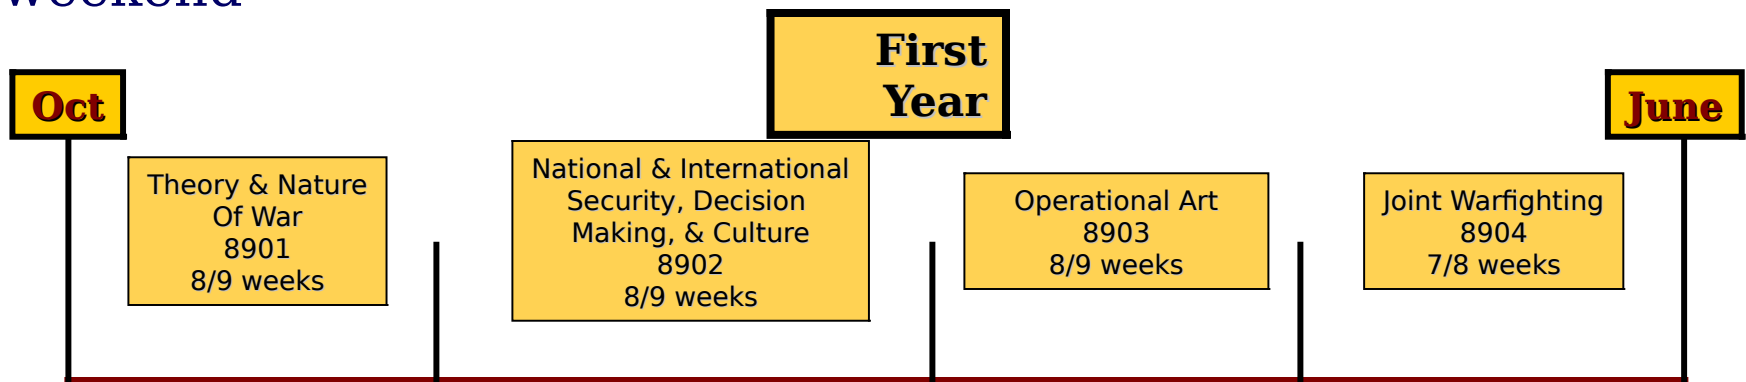 weekend
First
Year
Oct
June
Theory & Nature
Of War
8901
8/9 weeks
National & International
Security, Decision
Making, & Culture
8902
8/9 weeks
Operational Art
8903
8/9 weeks
Joint Warfighting
8904
7/8 weeks